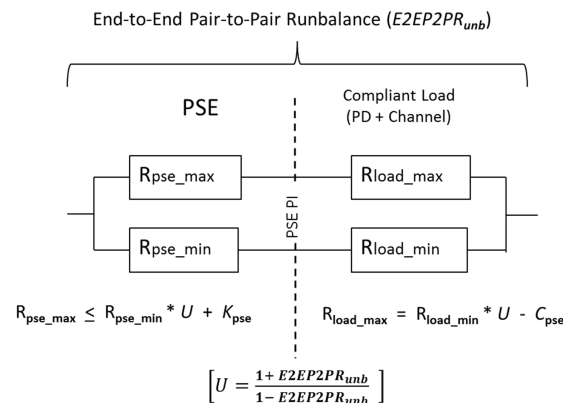 End-to-End Pair-to-Pair Runbalance (E2EP2PRunb)
PSE
Compliant Load
(PD + Channel)
Rpse_max
Rload_max
PSE PI
Rpse_min
Rload_min
Rpse_max ≤ Rpse_min * U + Kpse
Rload_max = Rload_min * U - Cpse
[U = (1+ E2EP2PRunb)/(1− E2EP2PRunb) ]